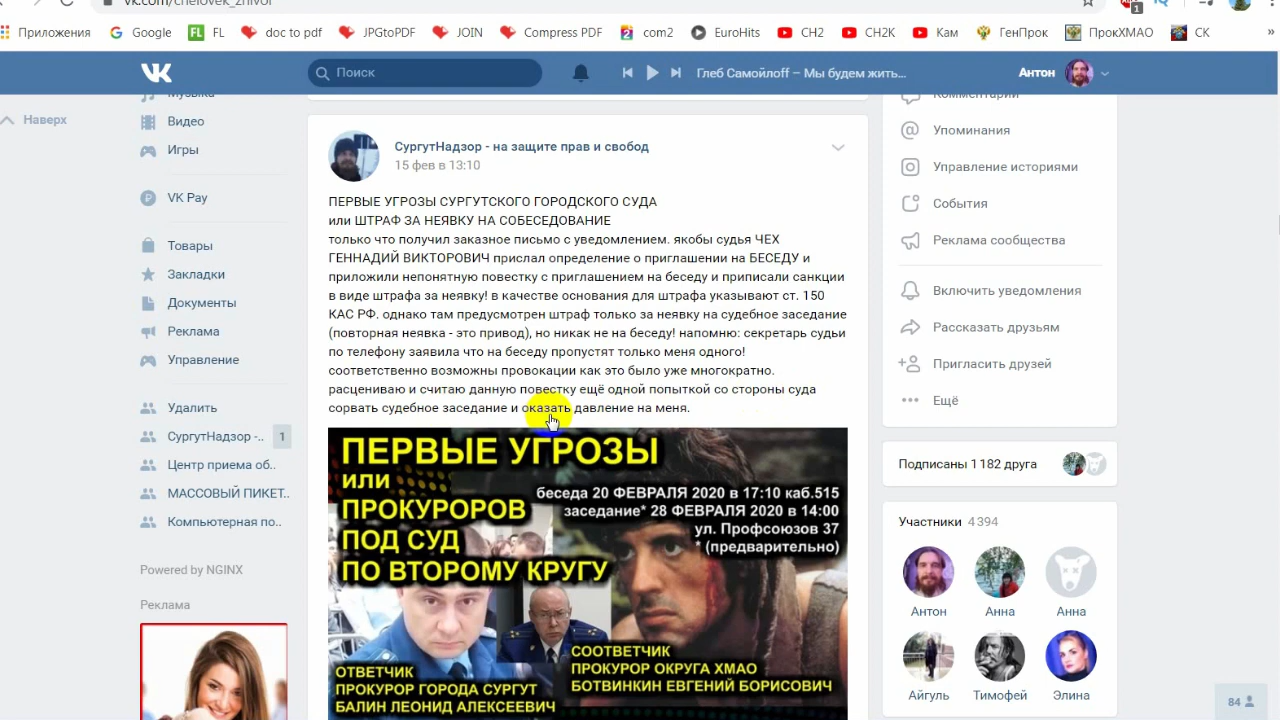 vk.com/chelovek_zhivoi
1
Приложения
Google
FL
FL
doc to pdf
JPGtoPDF
JOIN
Compress PDF
2
com2
EuroHits
CH2
CH2K
Кам
ГенПрок
ПрокХМАО
СК
»
Поиск
Глеб Самойлоff – Мы будем жить...
Антон
Наверх
Музыка
Видео
Игры
VK Pay
Товары
Закладки
Документы
Реклама
Управление
Удалить
СургутНадзор -..
1
Центр приема об..
МАССОВЫЙ ПИКЕТ..
Компьютерная по..
Powered by NGINX
Реклама
СургутНадзор - на защите прав и свобод
15 фев в 13:10
ПЕРВЫЕ УГРОЗЫ СУРГУТСКОГО ГОРОДСКОГО СУДА
или ШТРАФ ЗА НЕЯВКУ НА СОБЕСЕДОВАНИЕ
только что получил заказное письмо с уведомлением. якобы судья ЧЕХ
ГЕННАДИЙ ВИКТОРОВИЧ прислал определение о приглашении на БЕСЕДУ и
приложили непонятную повестку с приглашением на беседу и приписали санкции
в виде штрафа за неявку! в качестве основания для штрафа указывают ст. 150
КАС РФ. однако там предусмотрен штраф только за неявку на судебное заседание
(повторная неявка - это привод), но никак не на беседу! напомню: секретарь судьи
по телефону заявила что на беседу пропустят только меня одного!
соответственно возможны провокации как это было уже многократно.
расцениваю и считаю данную повестку ещё одной попыткой со стороны суда
сорвать судебное заседание и оказать давление на меня.
ПЕРВЫЕ УГРОЗЫ
или
ПРОКУРОРОВ
ПОД СУД
ПО ВТОРОМУ КРУГУ
беседа 20 ФЕВРАЛЯ 2020 в 17:10 каб.515
заседание* 28 ФЕВРАЛЯ 2020 в 14:00
ул. Профсоюзов 37
* (предварительно)
ОТВЕТЧИК
ПРОКУРОР ГОРОДА СУРГУТ
БАЛИН ЛЕОНИД АЛЕКСЕЕВИЧ
СООТВЕТЧИК
ПРОКУРОР ОКРУГА ХМАО
БОТВИНКИН ЕВГЕНИЙ БОРИСОВИЧ
Комментарии
Упоминания
Управление историями
События
Реклама сообщества
Включить уведомления
Рассказать друзьям
Пригласить друзей
Ещё
Подписаны 1 182 друга
Участники 4 394
Антон
Анна
Анна
Айгуль
Тимофей
Элина
84